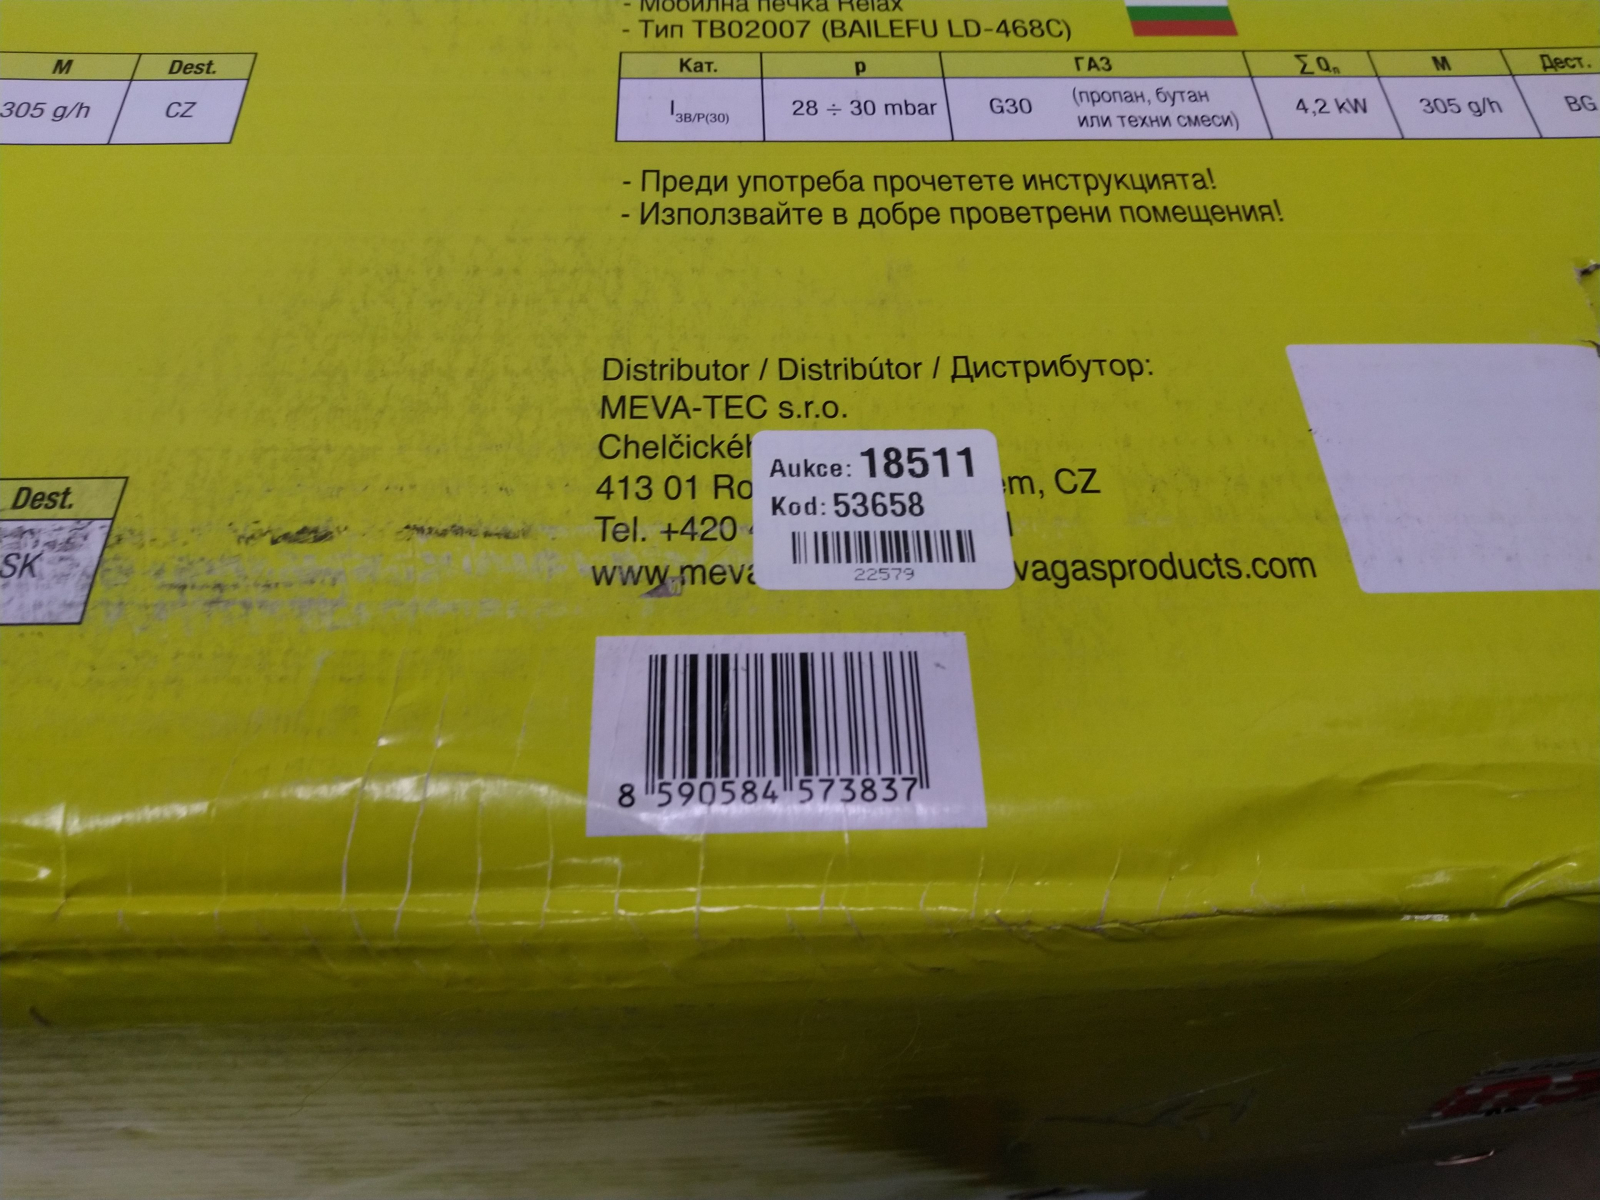 - Мобилна печка Relax
- Тип TB02007 (BAILEFU LD-468C)
M Dest.
305 g/h CZ
Кат. p ГАЗ ∑Qn M Дест.
I3B/P(30) 28 ÷ 30 mbar G30 (пропан, бутан или техни смеси) 4,2 kW 305 g/h BG
- Преди употреба прочетете инструкцията!
- Използвайте в добре проветрени помещения!
Distributor / Distribútor / Дистрибутор:
MEVA-TEC s.r.o.
Chelčickéh
413 01 Ro em, CZ
Tel. +420
www.meva vagasproducts.com
Aukce: 18511
Kod: 53658
22579
Dest.
SK
8 590584 573837